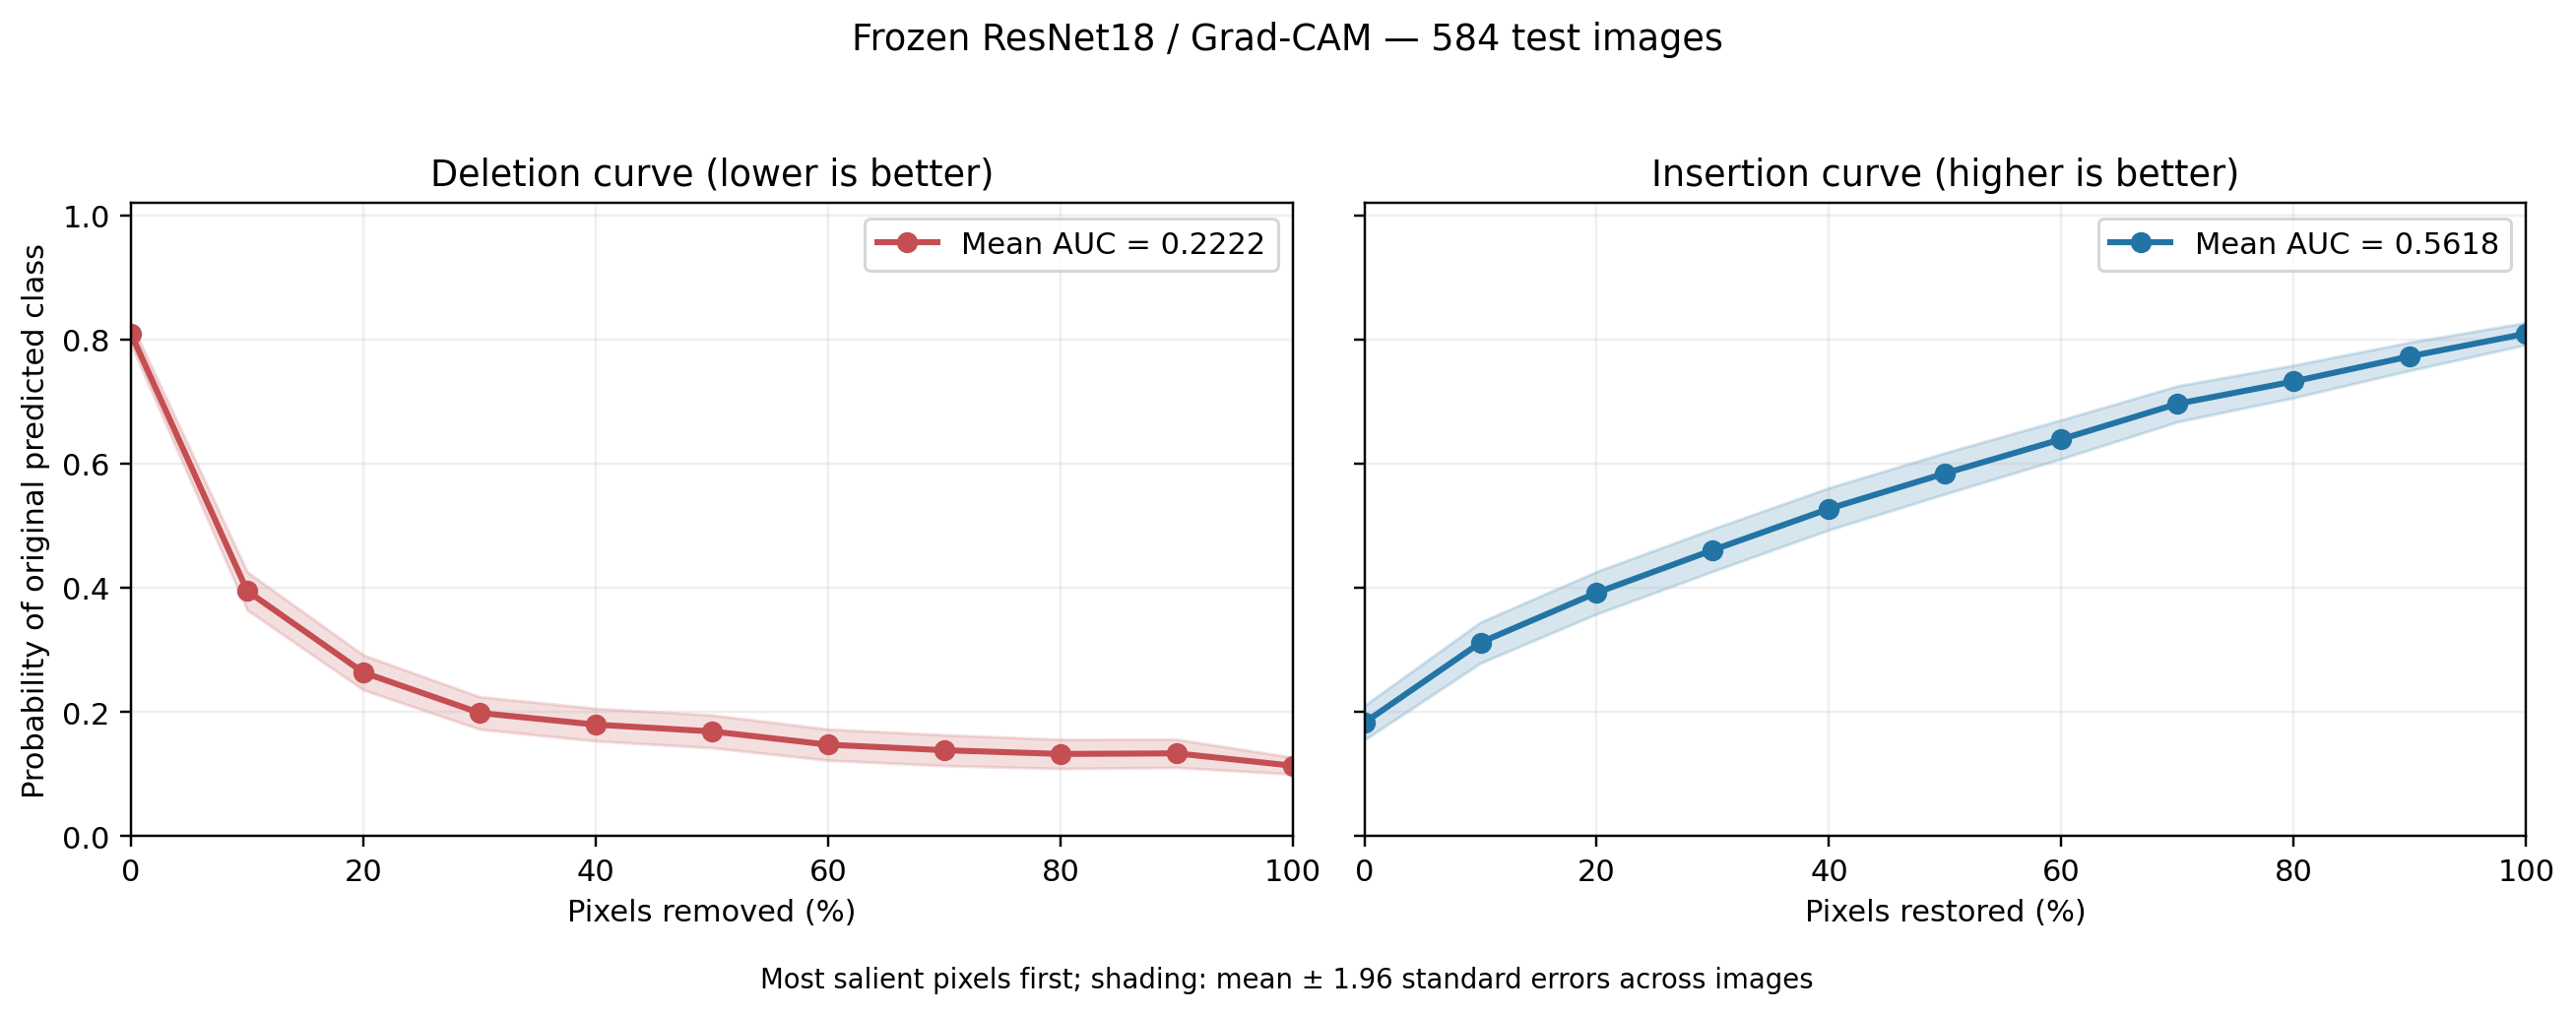 Frozen ResNet18 / Grad-CAM — 584 test images
Deletion curve (lower is better)
Mean AUC = 0.2222
Probability of original predicted class
1.0
0.8
0.6
0.4
0.2
0.0
0 20 40 60 80 100
Pixels removed (%)
Insertion curve (higher is better)
Mean AUC = 0.5618
0 20 40 60 80 100
Pixels restored (%)
Most salient pixels first; shading: mean ± 1.96 standard errors across images